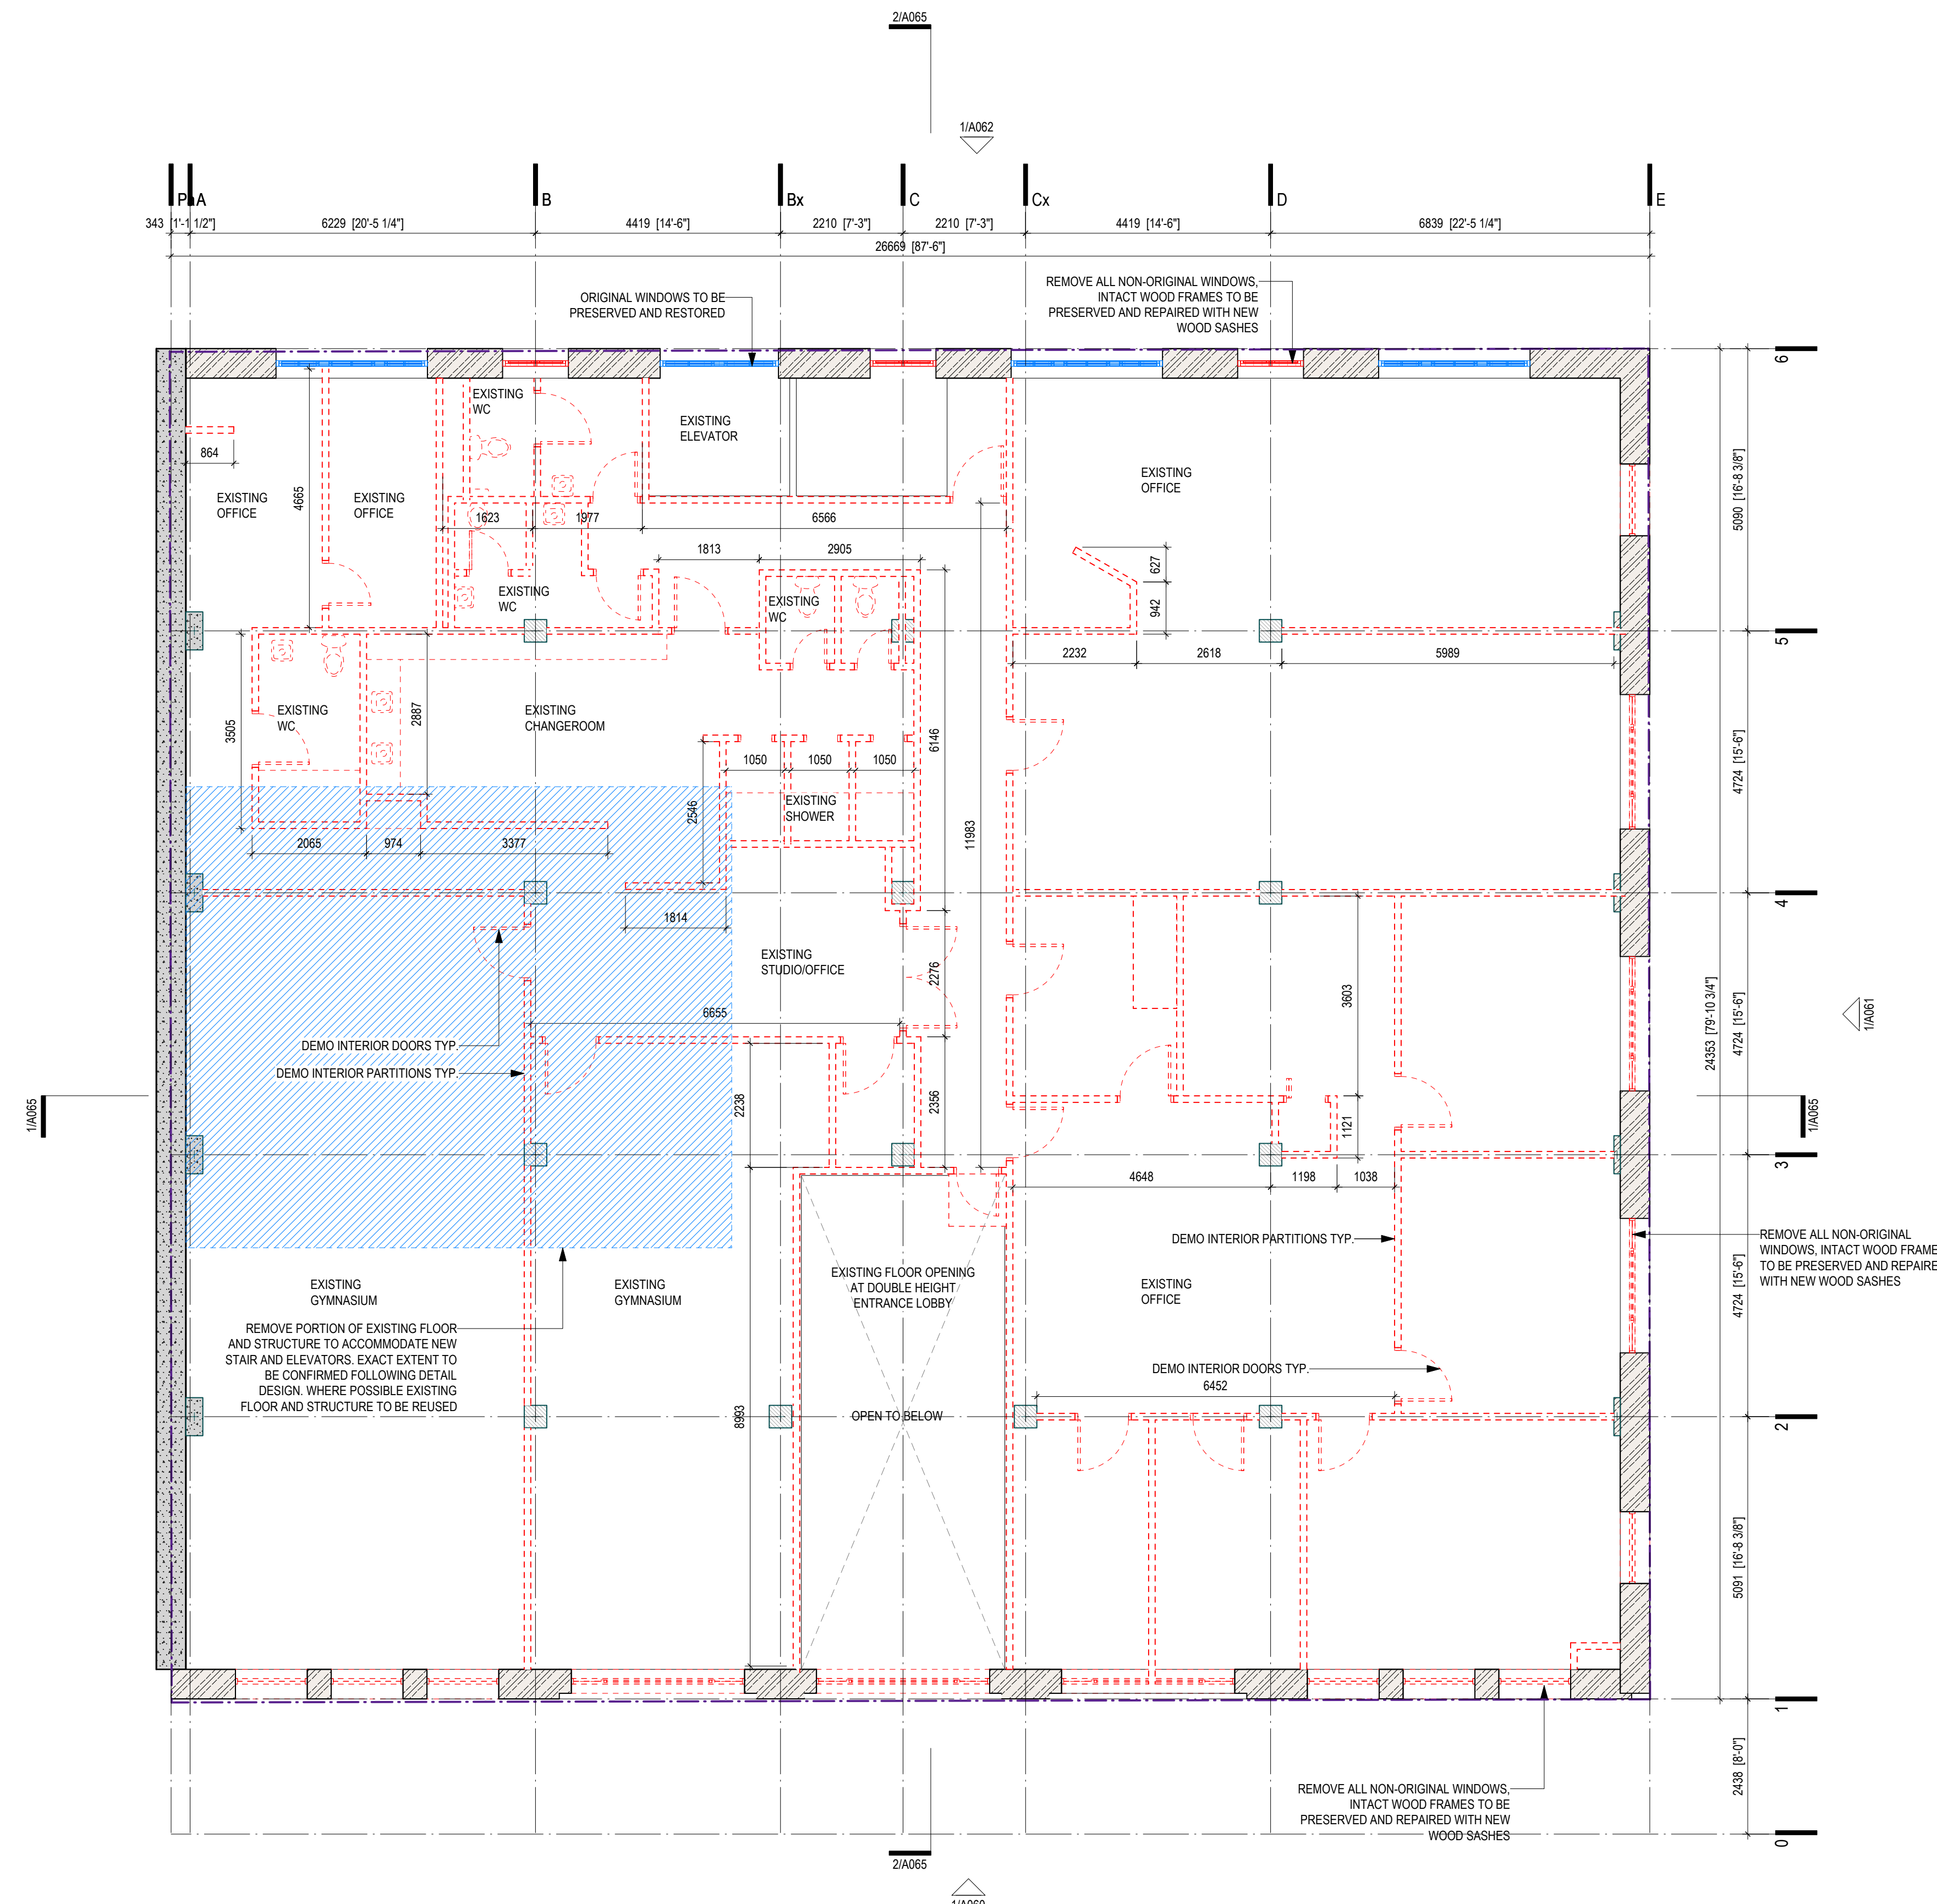 2/A065
1/A062
A
B
Bx
C
Cx
D
E
343 [1'-1 1/2"]
6229 [20'-5 1/4"]
4419 [14'-6"]
2210 [7'-3"]
2210 [7'-3"]
4419 [14'-6"]
6839 [22'-5 1/4"]
26669 [87'-6"]
ORIGINAL WINDOWS TO BE
PRESERVED AND RESTORED
REMOVE ALL NON-ORIGINAL WINDOWS,
INTACT WOOD FRAMES TO BE
PRESERVED AND REPAIRED WITH NEW
WOOD SASHES
6
EXISTING
WC
EXISTING
ELEVATOR
864
EXISTING
OFFICE
4665
EXISTING
OFFICE
EXISTING
OFFICE
5090 [16'-8 3/8"]
1623
1977
6566
1813
2905
627
942
EXISTING
WC
EXISTING
WC
5
2232
2618
5989
3505
EXISTING
WC
2887
EXISTING
CHANGEROOM
6146
4724 [15'-6"]
1050
1050
1050
2546
EXISTING
SHOWER
11983
2065
974
3377
4
1814
EXISTING
STUDIO/OFFICE
2276
3603
24353 [79'-10 3/4"]
4724 [15'-6"]
1/A061
6655
DEMO INTERIOR DOORS TYP.
DEMO INTERIOR PARTITIONS TYP.
1/A065
2238
2356
1121
1/A065
3
4648
1198
1038
DEMO INTERIOR PARTITIONS TYP.
REMOVE ALL NON-ORIGINAL
WINDOWS, INTACT WOOD FRAME
TO BE PRESERVED AND REPAIRE
WITH NEW WOOD SASHES
EXISTING
GYMNASIUM
EXISTING
GYMNASIUM
EXISTING FLOOR OPENING
AT DOUBLE HEIGHT
ENTRANCE LOBBY
EXISTING
OFFICE
4724 [15'-6"]
REMOVE PORTION OF EXISTING FLOOR
AND STRUCTURE TO ACCOMMODATE NEW
STAIR AND ELEVATORS. EXACT EXTENT TO
BE CONFIRMED FOLLOWING DETAIL
DESIGN. WHERE POSSIBLE EXISTING
FLOOR AND STRUCTURE TO BE REUSED
DEMO INTERIOR DOORS TYP.
6452
8993
OPEN TO BELOW
2
5091 [16'-8 3/8"]
1
REMOVE ALL NON-ORIGINAL WINDOWS,
INTACT WOOD FRAMES TO BE
PRESERVED AND REPAIRED WITH NEW
WOOD SASHES
2438 [8'-0"]
0
2/A065
1/A060